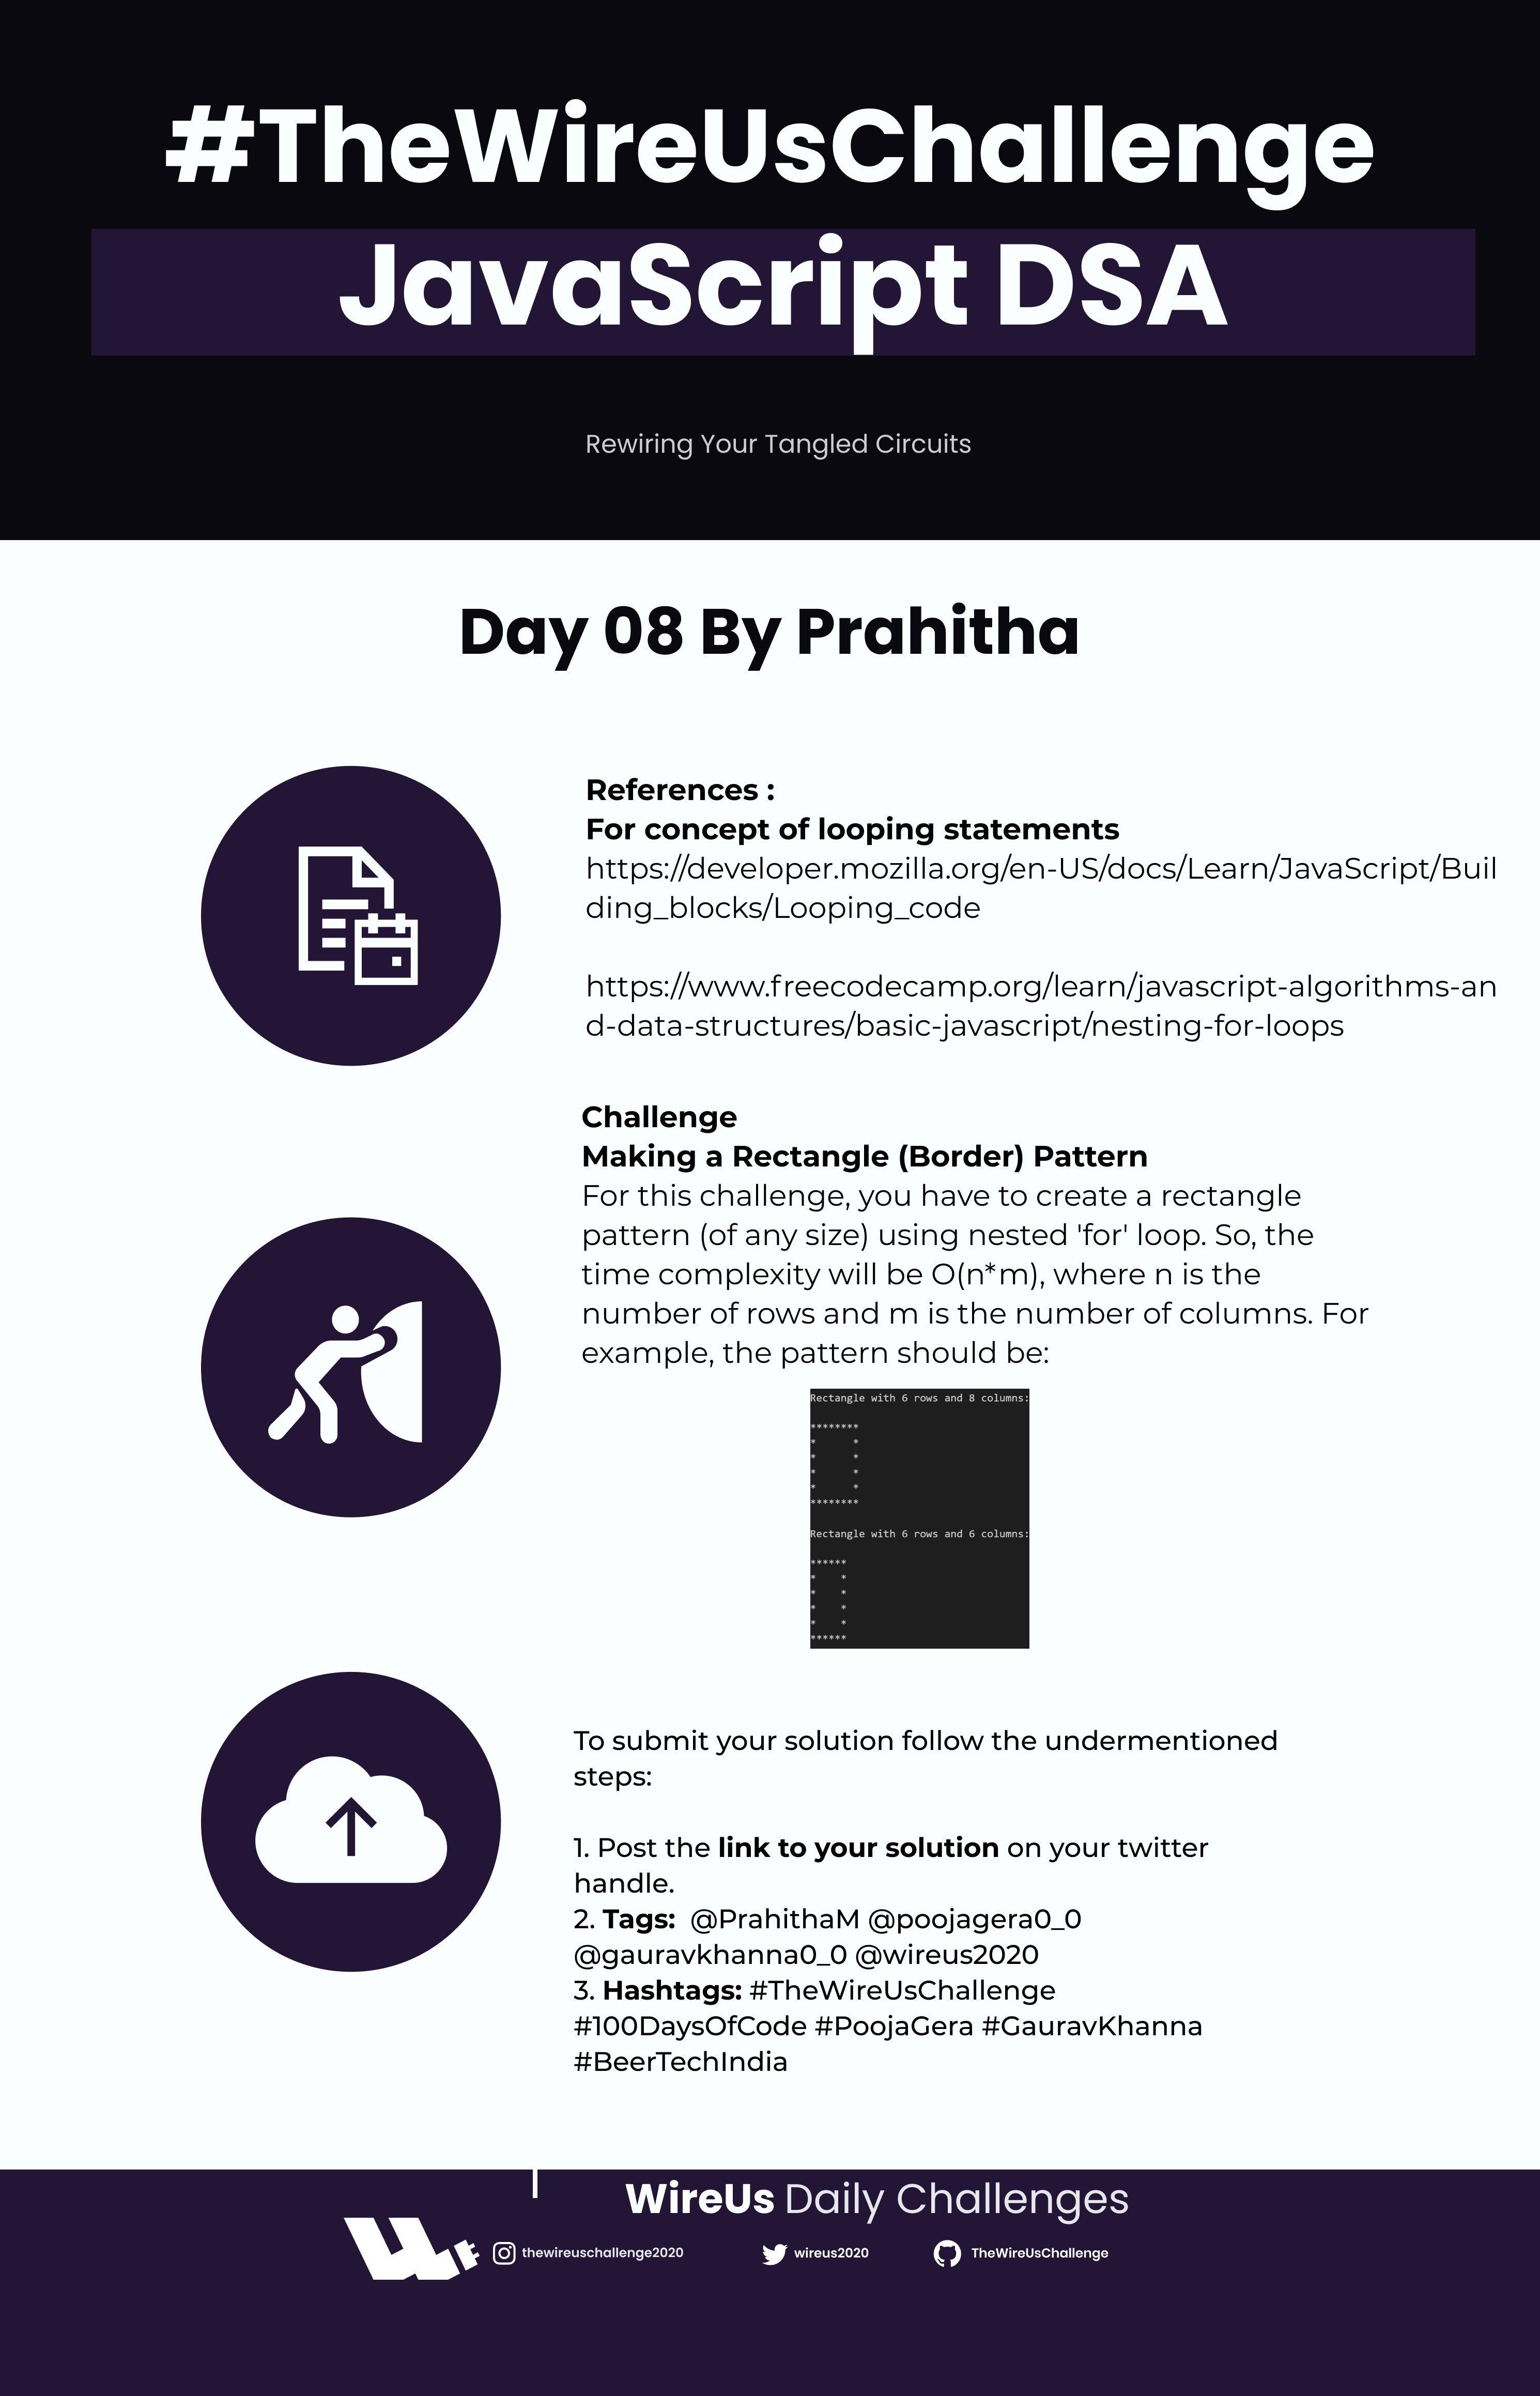 #TheWireUsChallenge
JavaScript DSA
Rewiring Your Tangled Circuits
Day 08 By Prahitha
References :
For concept of looping statements
https://developer.mozilla.org/en-US/docs/Learn/JavaScript/Buil
ding_blocks/Looping_code
https://www.freecodecamp.org/learn/javascript-algorithms-an
d-data-structures/basic-javascript/nesting-for-loops
Challenge
Making a Rectangle (Border) Pattern
For this challenge, you have to create a rectangle
pattern (of any size) using nested 'for' loop. So, the
time complexity will be O(n*m), where n is the
number of rows and m is the number of columns. For
example, the pattern should be:
Rectangle with 6 rows and 8 columns:
********
*      *
*      *
*      *
*      *
********
Rectangle with 6 rows and 6 columns:
******
*    *
*    *
*    *
*    *
******
To submit your solution follow the undermentioned
steps:
1. Post the link to your solution on your twitter
handle.
2. Tags:  @PrahithaM @poojagera0_0
@gauravkhanna0_0 @wireus2020
3. Hashtags: #TheWireUsChallenge
#100DaysOfCode #PoojaGera #GauravKhanna
#BeerTechIndia
WireUs Daily Challenges
thewireuschallenge2020 wireus2020 TheWireUsChallenge